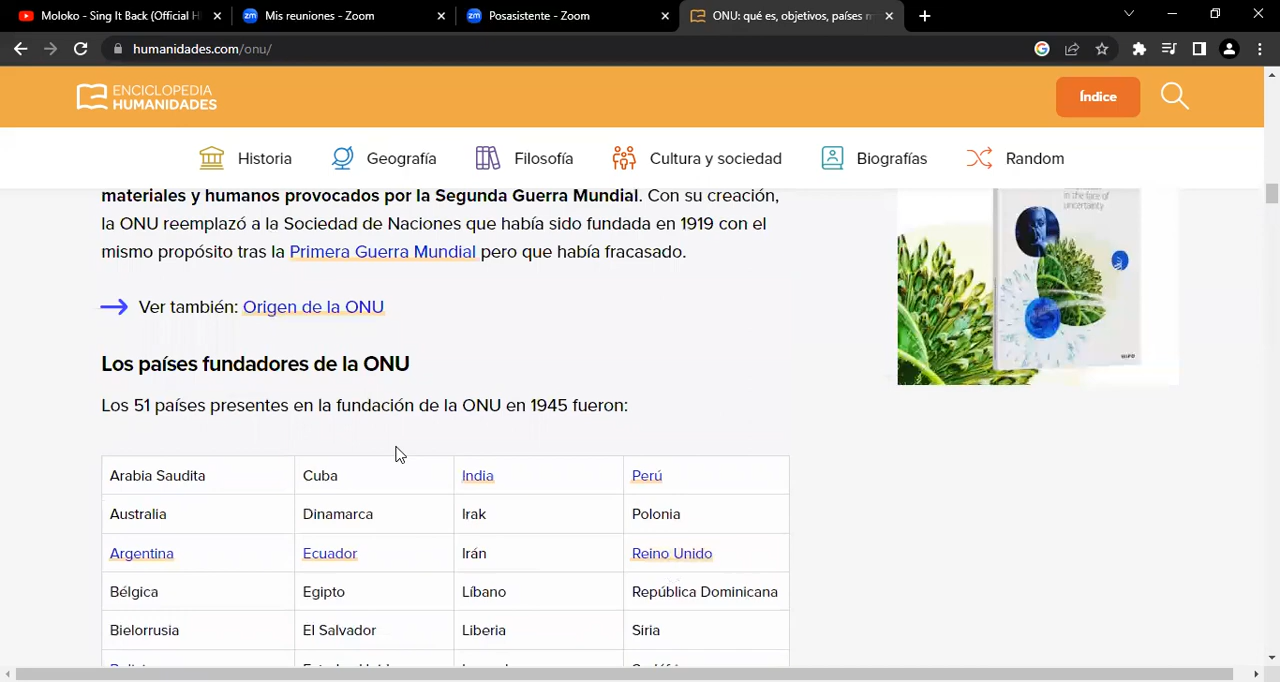 Moloko - Sing It Back (Official H
Mis reuniones - Zoom
Posasistente - Zoom
ONU: qué es, objetivos, países m
humanidades.com/onu/
ENCICLOPEDIA
HUMANIDADES
Índice
Historia
Geografía
Filosofía
Cultura y sociedad
Biografías
Random
materiales y humanos provocados por la Segunda Guerra Mundial. Con su creación,
la ONU reemplazó a la Sociedad de Naciones que había sido fundada en 1919 con el
mismo propósito tras la Primera Guerra Mundial pero que había fracasado.
in the face of
uncertainty
Ver también: Origen de la ONU
Los países fundadores de la ONU
Los 51 países presentes en la fundación de la ONU en 1945 fueron:
Arabia Saudita Cuba India Perú
Australia Dinamarca Irak Polonia
Argentina Ecuador Irán Reino Unido
Bélgica Egipto Líbano República Dominicana
Bielorrusia El Salvador Liberia Siria